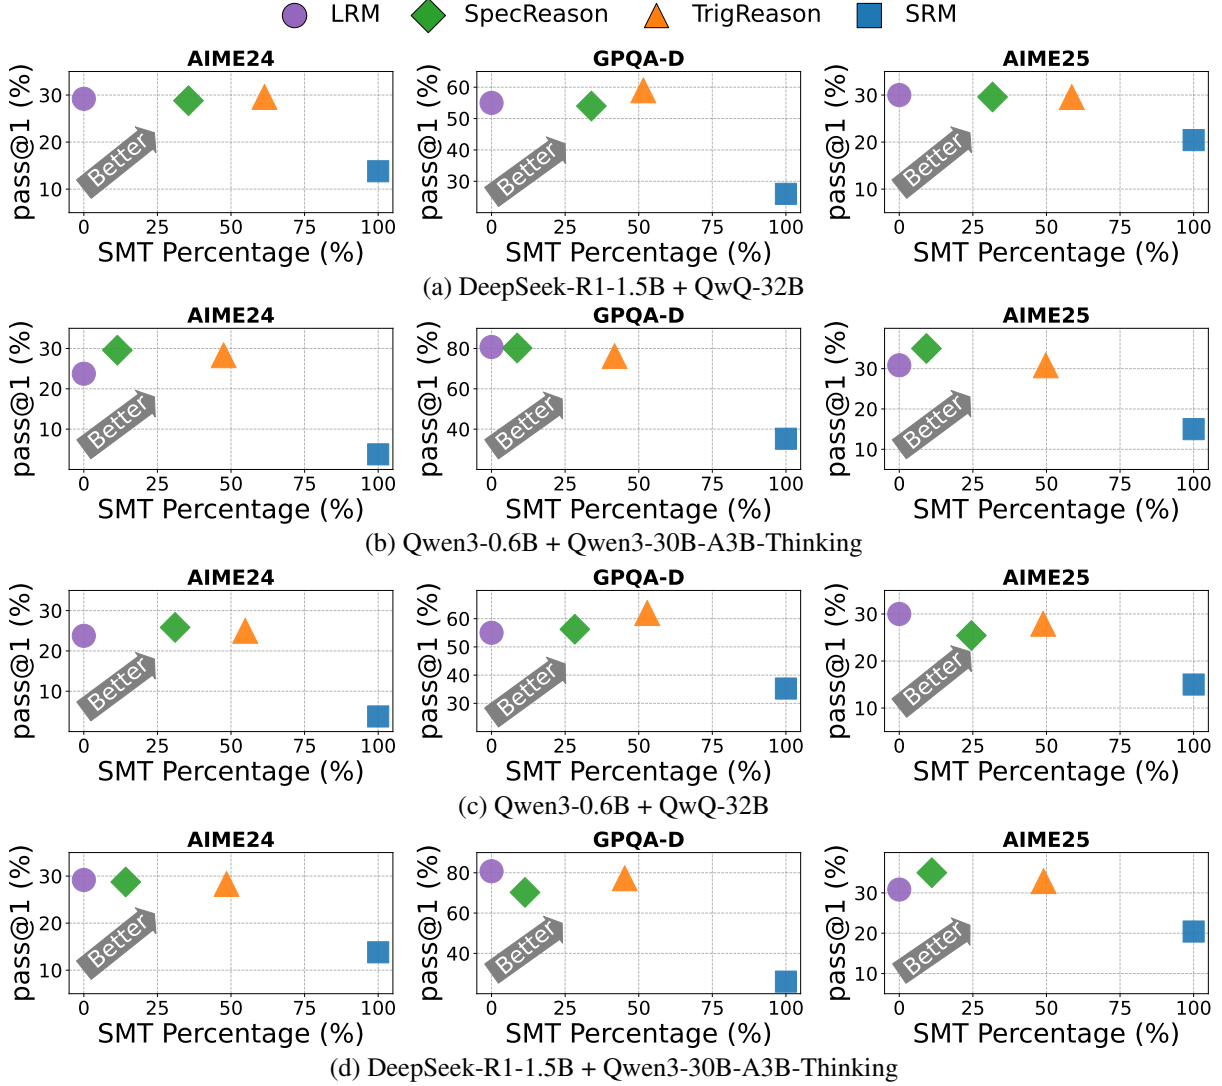 LRM SpecReason TrigReason SRM
AIME24 GPQA-D AIME25
pass@1 (%) 30 20 10 Better
pass@1 (%) 60 50 40 30 Better
pass@1 (%) 30 20 10 Better
0 25 50 75 100 0 25 50 75 100 0 25 50 75 100
SMT Percentage (%) SMT Percentage (%) SMT Percentage (%)
(a) DeepSeek-R1-1.5B + QwQ-32B
AIME24 GPQA-D AIME25
pass@1 (%) 30 20 10 Better
pass@1 (%) 80 60 40 Better
pass@1 (%) 30 20 10 Better
0 25 50 75 100 0 25 50 75 100 0 25 50 75 100
SMT Percentage (%) SMT Percentage (%) SMT Percentage (%)
(b) Qwen3-0.6B + Qwen3-30B-A3B-Thinking
AIME24 GPQA-D AIME25
pass@1 (%) 30 20 10 Better
pass@1 (%) 60 50 40 30 Better
pass@1 (%) 30 20 10 Better
0 25 50 75 100 0 25 50 75 100 0 25 50 75 100
SMT Percentage (%) SMT Percentage (%) SMT Percentage (%)
(c) Qwen3-0.6B + QwQ-32B
AIME24 GPQA-D AIME25
pass@1 (%) 30 20 10 Better
pass@1 (%) 80 60 40 Better
pass@1 (%) 30 20 10 Better
0 25 50 75 100 0 25 50 75 100 0 25 50 75 100
SMT Percentage (%) SMT Percentage (%) SMT Percentage (%)
(d) DeepSeek-R1-1.5B + Qwen3-30B-A3B-Thinking